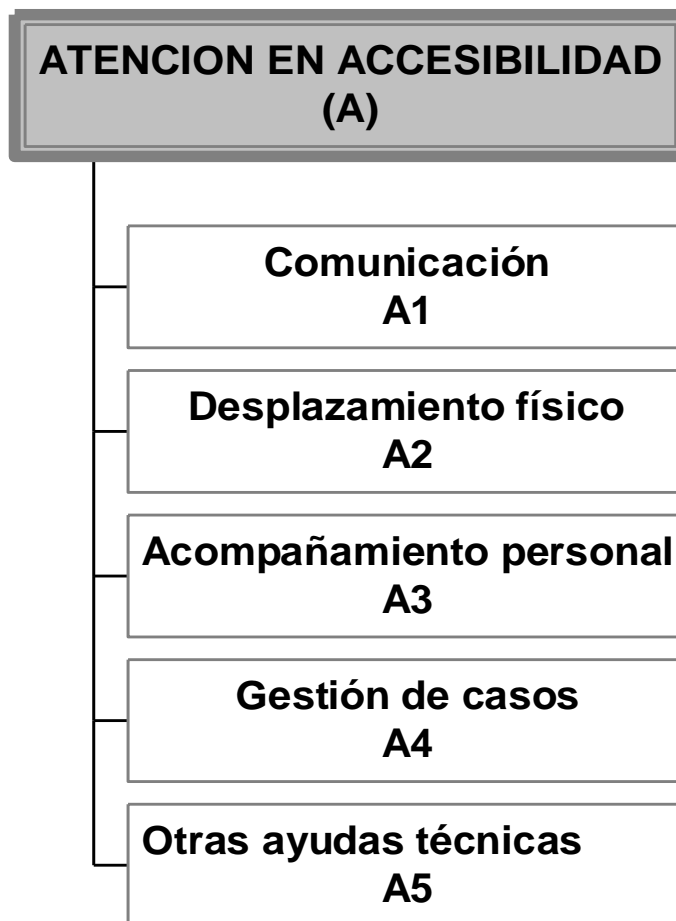 ATENCION EN ACCESIBILIDAD
(A)
Comunicación
A1
Desplazamiento físico
A2
Acompañamiento personal
A3
Gestión de casos
A4
Otras ayudas técnicas
A5